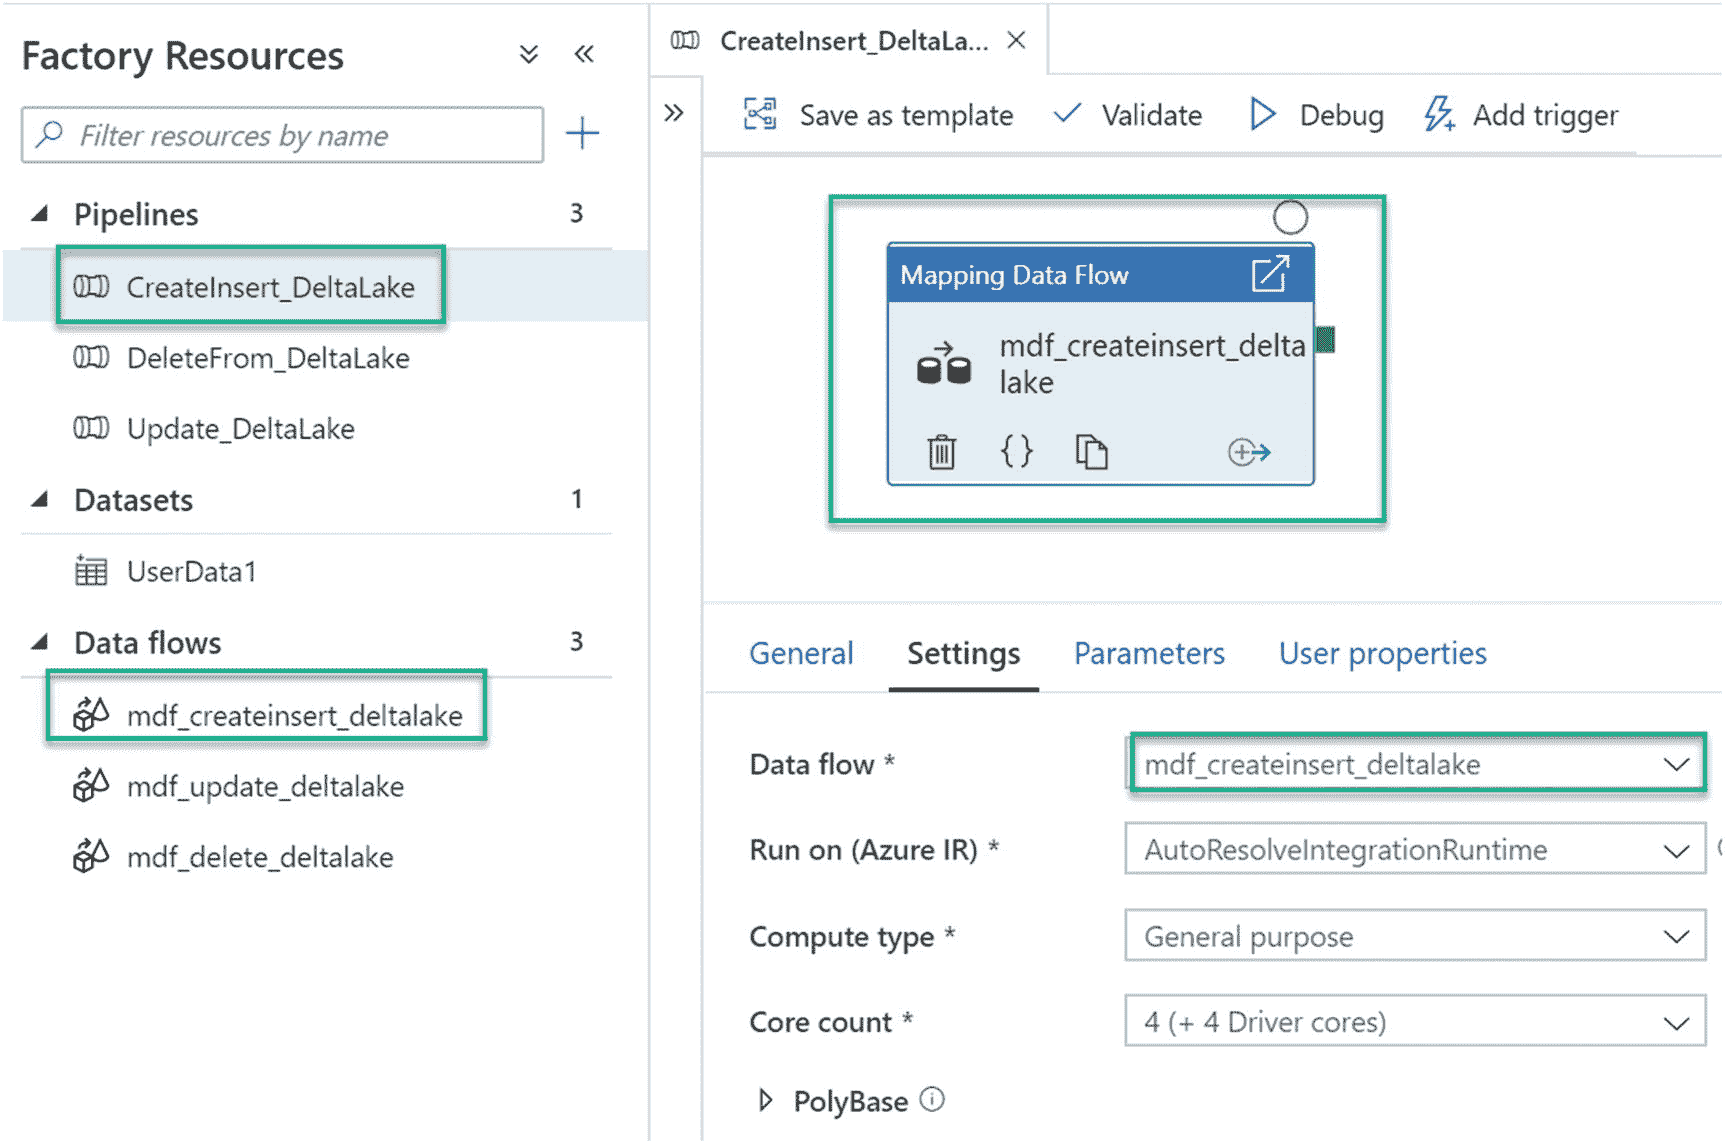 Factory Resources
Filter resources by name
Pipelines 3
CreateInsert_DeltaLake
DeleteFrom_DeltaLake
Update_DeltaLake
Datasets 1
UserData1
Data flows 3
mdf_createinsert_deltalake
mdf_update_deltalake
mdf_delete_deltalake
CreateInsert_DeltaLa...
Save as template Validate Debug Add trigger
Mapping Data Flow
mdf_createinsert_delta
lake
General Settings Parameters User properties
Data flow * mdf_createinsert_deltalake
Run on (Azure IR) * AutoResolveIntegrationRuntime
Compute type * General purpose
Core count * 4 (+ 4 Driver cores)
PolyBase